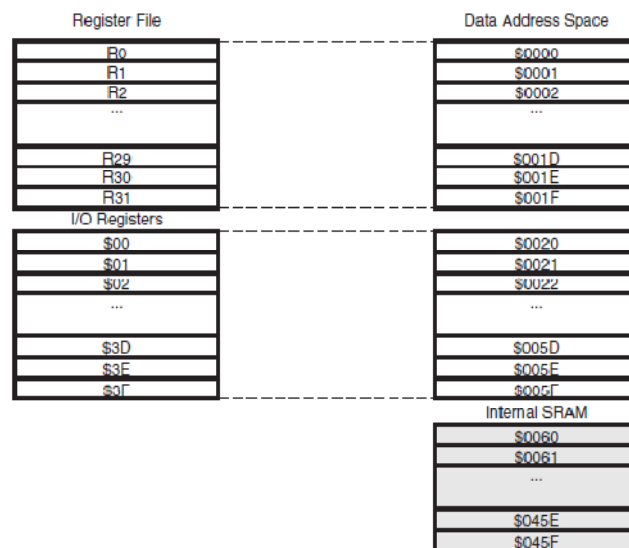 Register File
Data Address Space
R0
$0000
R1
$0001
R2
$0002
...
...
R29
$001D
R30
$001E
R31
$001F
I/O Registers
$00
$0020
$01
$0021
$02
$0022
...
...
$3D
$005D
$3E
$005E
$3F
$005F
Internal SRAM
$0060
$0061
...
$045E
$045F